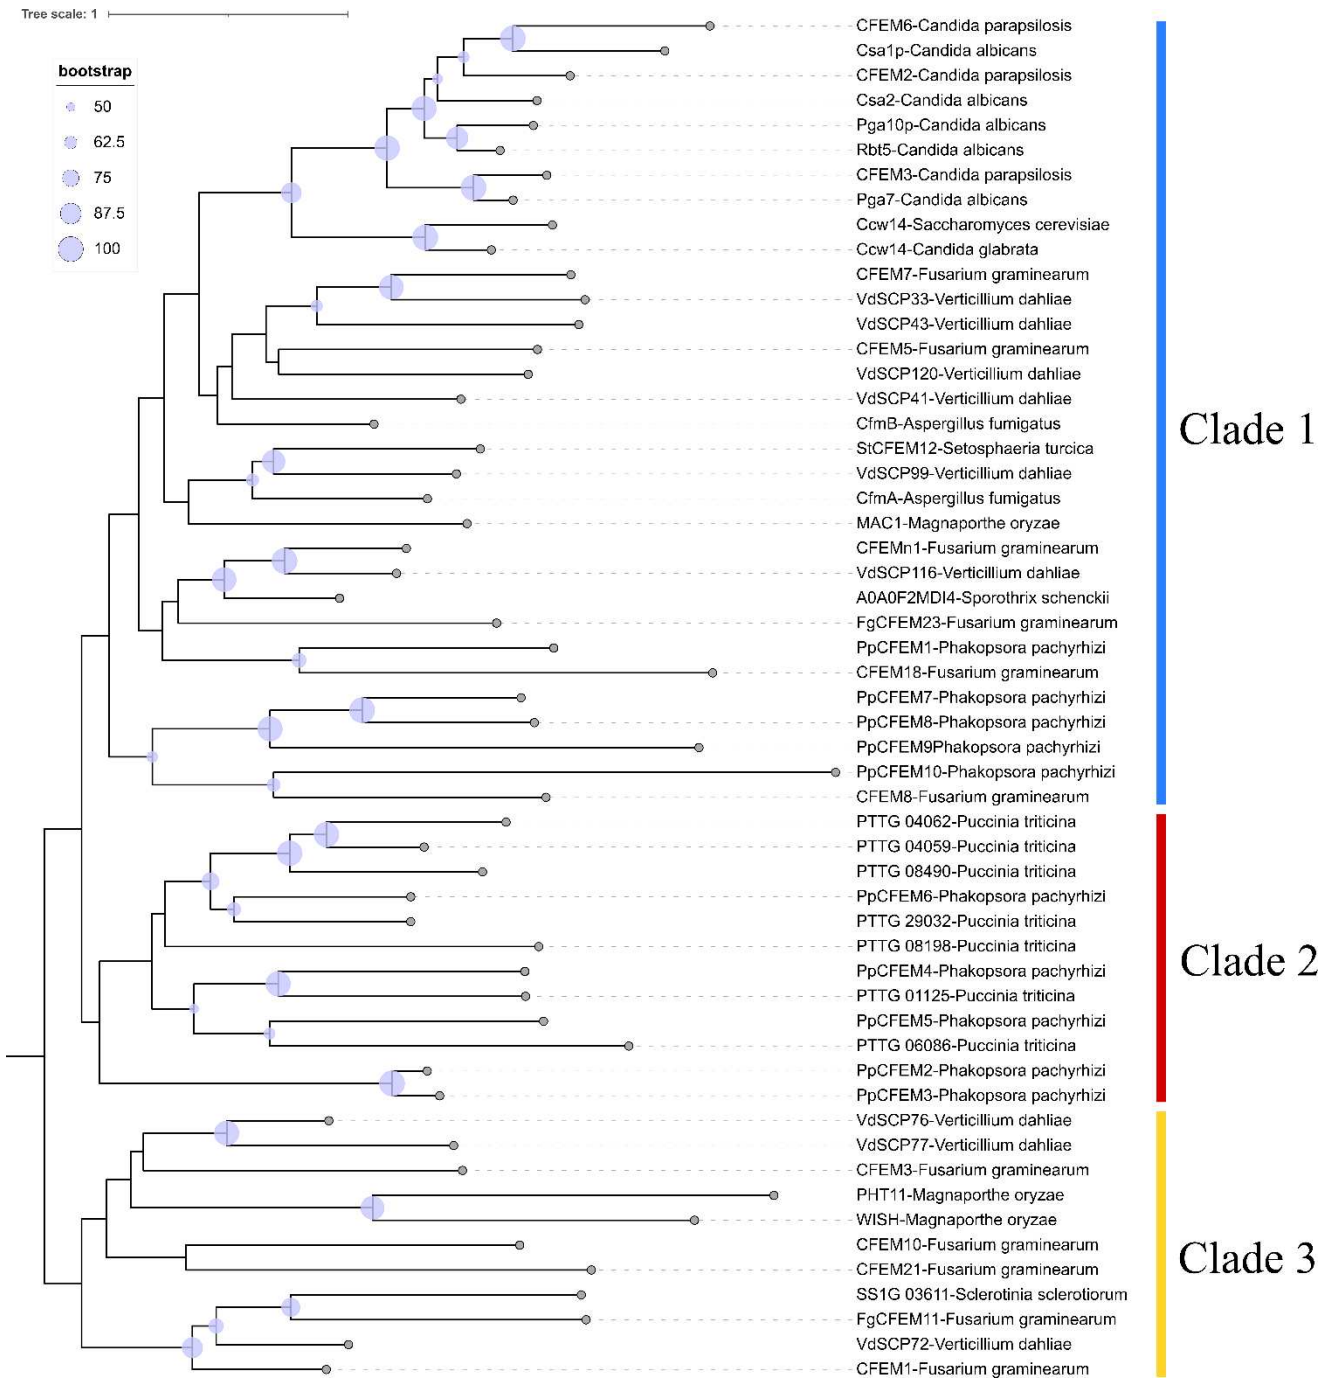 Tree scale: 1
bootstrap
50
62.5
75
87.5
100
CFEM6-Candida parapsilosis
Csa1p-Candida albicans
CFEM2-Candida parapsilosis
Csa2-Candida albicans
Pga10p-Candida albicans
Rbt5-Candida albicans
CFEM3-Candida parapsilosis
Pga7-Candida albicans
Ccw14-Saccharomyces cerevisiae
Ccw14-Candida glabrata
CFEM7-Fusarium graminearum
VdSCP33-Verticillium dahliae
VdSCP43-Verticillium dahliae
CFEM5-Fusarium graminearum
VdSCP120-Verticillium dahliae
VdSCP41-Verticillium dahliae
CfmB-Aspergillus fumigatus
StCFEM12-Setosphaeria turcica
VdSCP99-Verticillium dahliae
CfmA-Aspergillus fumigatus
MAC1-Magnaporthe oryzae
CFEMn1-Fusarium graminearum
VdSCP116-Verticillium dahliae
A0A0F2MDI4-Sporothrix schenckii
FgCFEM23-Fusarium graminearum
PpCFEM1-Phakopsora pachyrhizi
CFEM18-Fusarium graminearum
PpCFEM7-Phakopsora pachyrhizi
PpCFEM8-Phakopsora pachyrhizi
PpCFEM9Phakopsora pachyrhizi
PpCFEM10-Phakopsora pachyrhizi
CFEM8-Fusarium graminearum
Clade 1
PTTG 04062-Puccinia triticina
PTTG 04059-Puccinia triticina
PTTG 08490-Puccinia triticina
PpCFEM6-Phakopsora pachyrhizi
PTTG 29032-Puccinia triticina
PTTG 08198-Puccinia triticina
PpCFEM4-Phakopsora pachyrhizi
PTTG 01125-Puccinia triticina
PpCFEM5-Phakopsora pachyrhizi
PTTG 06086-Puccinia triticina
PpCFEM2-Phakopsora pachyrhizi
PpCFEM3-Phakopsora pachyrhizi
Clade 2
VdSCP76-Verticillium dahliae
VdSCP77-Verticillium dahliae
CFEM3-Fusarium graminearum
PHT11-Magnaporthe oryzae
WISH-Magnaporthe oryzae
CFEM10-Fusarium graminearum
CFEM21-Fusarium graminearum
SS1G 03611-Sclerotinia sclerotiorum
FgCFEM11-Fusarium graminearum
VdSCP72-Verticillium dahliae
CFEM1-Fusarium graminearum
Clade 3